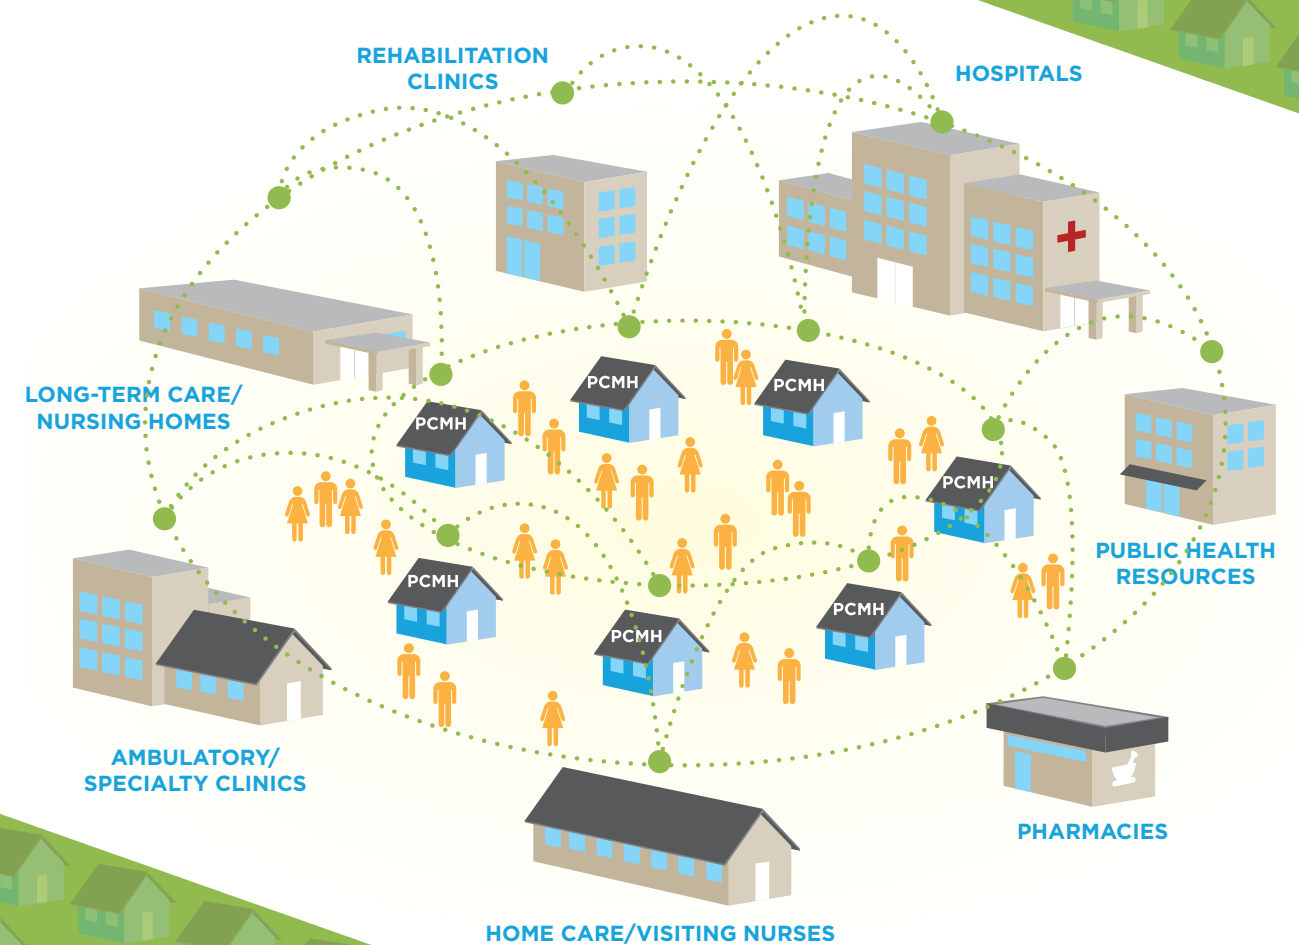 REHABILITATION
CLINICS
HOSPITALS
LONG-TERM CARE/
NURSING HOMES
PCMH
PCMH
PCMH
PCMH
PUBLIC HEALTH
RESOURCES
PCMH
PCMH
PCMH
AMBULATORY/
SPECIALTY CLINICS
PHARMACIES
HOME CARE/VISITING NURSES